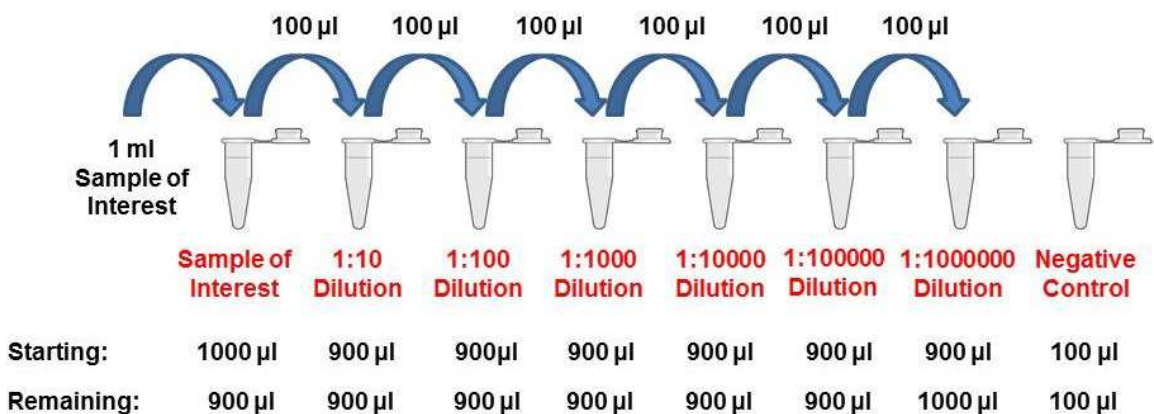 100 µl 100 µl 100 µl 100 µl 100 µl 100 µl
1 ml
Sample of
Interest
Sample of Interest
1:10 Dilution
1:100 Dilution
1:1000 Dilution
1:10000 Dilution
1:100000 Dilution
1:1000000 Dilution
Negative Control
Starting: 1000 µl 900 µl 900µl 900 µl 900 µl 900 µl 900 µl 100 µl
Remaining: 900 µl 900 µl 900 µl 900 µl 900 µl 900 µl 1000 µl 100 µl